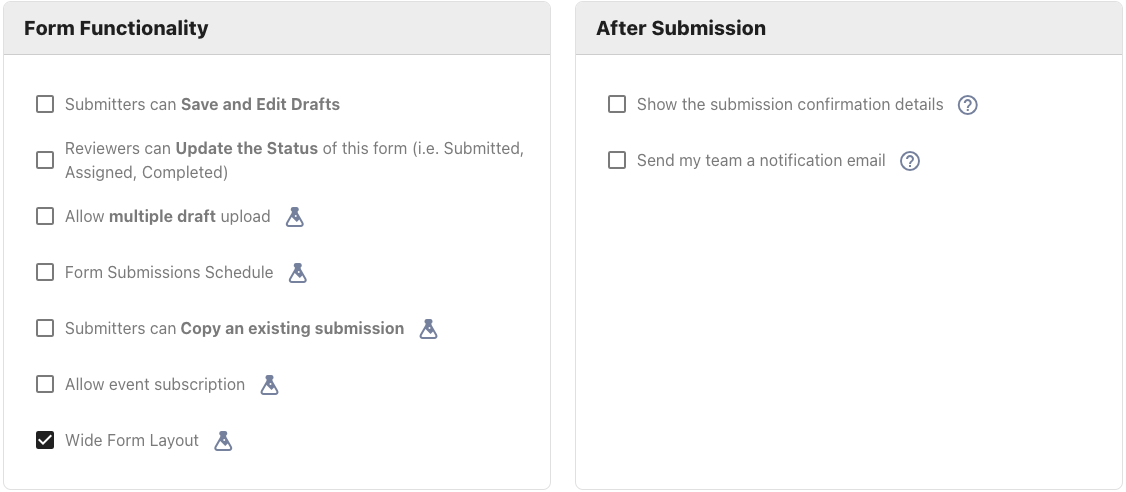 Form Functionality
Submitters can Save and Edit Drafts
Reviewers can Update the Status of this form (i.e. Submitted,
Assigned, Completed)
Allow multiple draft upload
Form Submissions Schedule
Submitters can Copy an existing submission
Allow event subscription
Wide Form Layout
After Submission
Show the submission confirmation details
Send my team a notification email